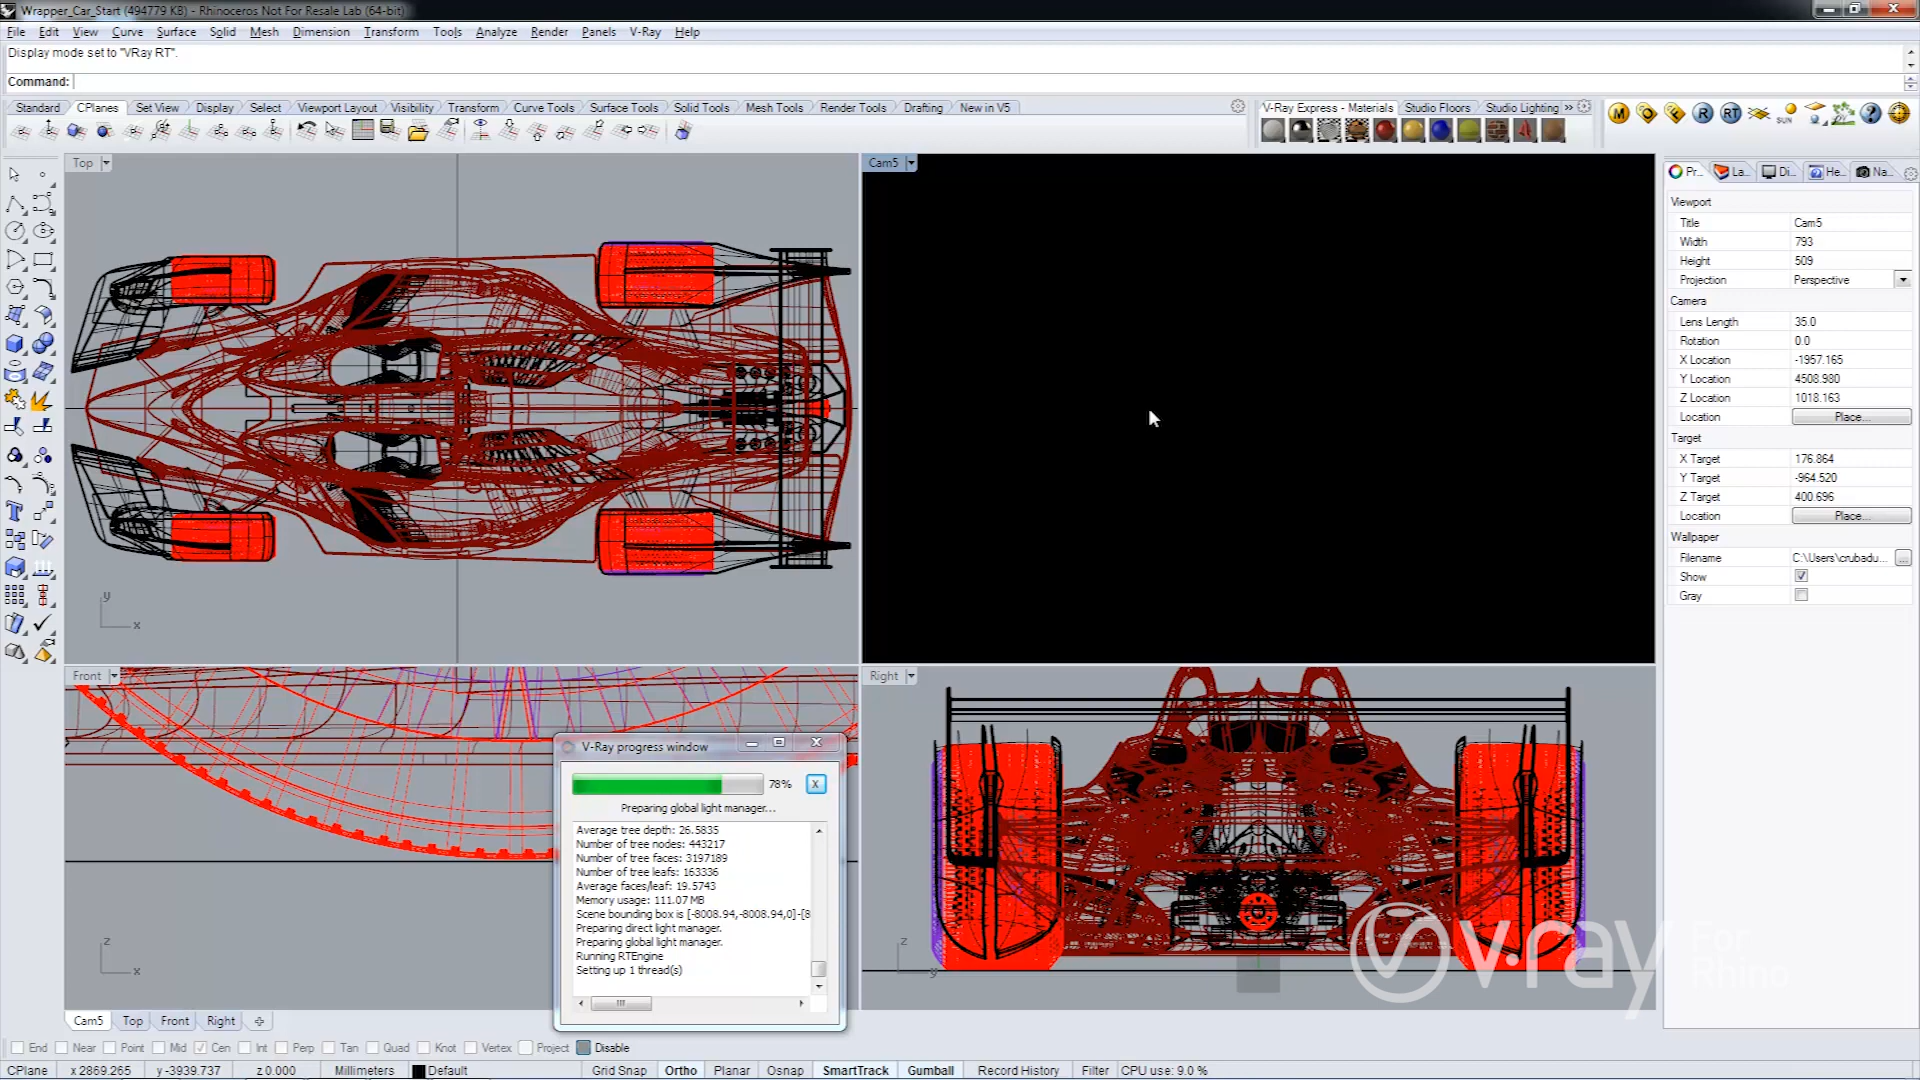 Wrapper_Car_Start (494779 KB) - Rhinoceros Not For Resale Lab (64-bit)
File Edit View Curve Surface Solid Mesh Dimension Transform Tools Analyze Render Panels V-Ray Help
Display mode set to "VRay RT".
Command:
Standard CPlanes Set View Display Select Viewport Layout Visibility Transform Curve Tools Surface Tools Solid Tools Mesh Tools Render Tools Drafting New in V5
V-Ray Express - Materials Studio Floors Studio Lighting »
M O F R RT SUN ?
Top
Cam5
Front
Right
y
x
z
x
z
y
V-Ray progress window
78%
X
Preparing global light manager...
Average tree depth: 26.5835
Number of tree nodes: 443217
Number of tree faces: 3197189
Number of tree leafs: 163336
Average faces/leaf: 19.5743
Memory usage: 111.07 MB
Scene bounding box is [-8008.94,-8008.94,0]-[8
Preparing direct light manager.
Preparing global light manager.
Running RTEngine
Setting up 1 thread(s)
Pr... La... Di... He... Na...
Viewport
Title Cam5
Width 793
Height 509
Projection Perspective
Camera
Lens Length 35.0
Rotation 0.0
X Location -1957.165
Y Location 4508.980
Z Location 1018.163
Location Place...
Target
X Target 176.864
Y Target -964.520
Z Target 400.696
Location Place...
Wallpaper
Filename C:\Users\crubadu... ...
Show
Gray
v·ray For
Rhino
Cam5 Top Front Right
End Near Point Mid Cen Int Perp Tan Quad Knot Vertex Project Disable
CPlane x 2869.265 y -3939.737 z 0.000 Millimeters Default Grid Snap Ortho Planar Osnap SmartTrack Gumball Record History Filter CPU use: 9.0 %